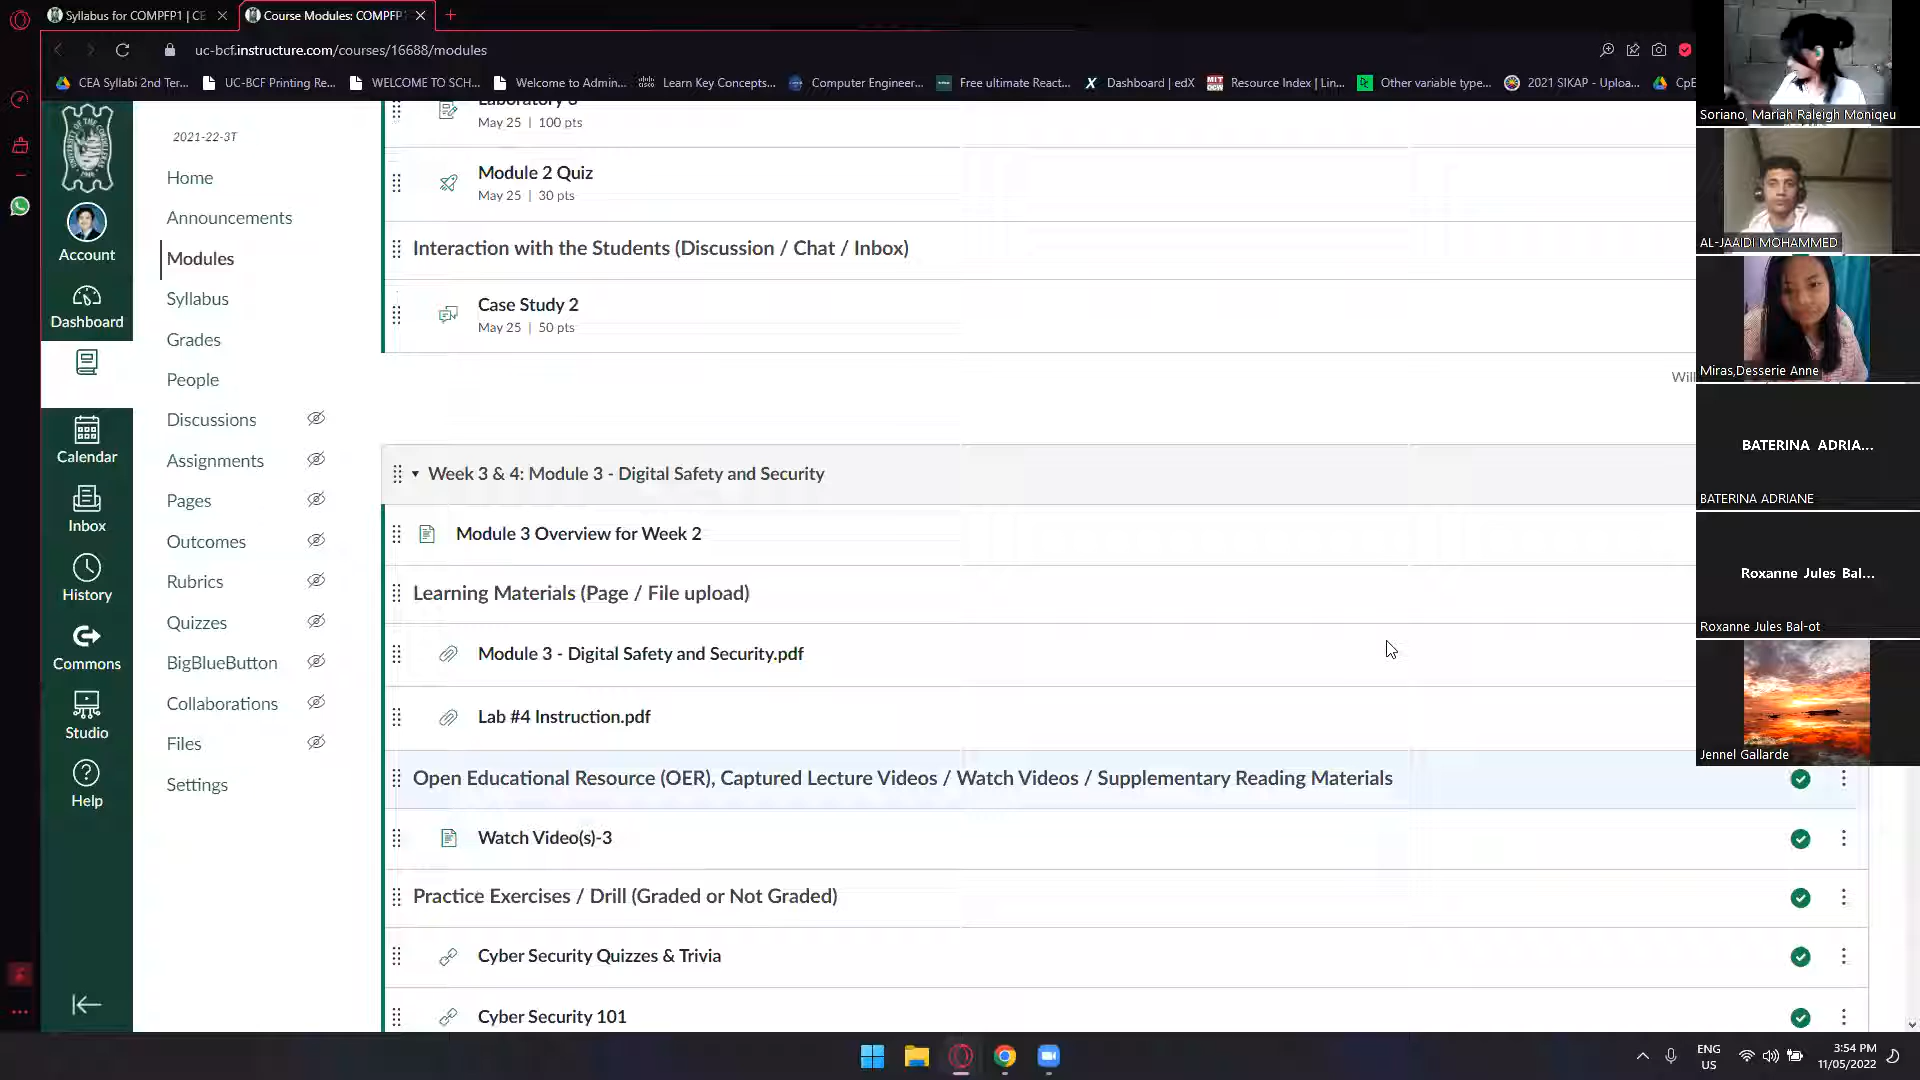 Syllabus for COMPFP1 | CE
Course Modules: COMPFP
uc-bcf.instructure.com/courses/16688/modules
CEA Syllabi 2nd Ter...
UC-BCF Printing Re...
WELCOME TO SCH...
Welcome to Admin...
Learn Key Concepts...
Computer Engineer...
Free ultimate React...
Dashboard | edX
Resource Index | Lin...
Other variable type...
2021 SIKAP - Uploa...
CpE
Account
Dashboard
Calendar
Inbox
History
Commons
Studio
Help
2021-22-3T
Home
Announcements
Modules
Syllabus
Grades
People
Discussions
Assignments
Pages
Outcomes
Rubrics
Quizzes
BigBlueButton
Collaborations
Files
Settings
Laboratory 3
May 25 | 100 pts
Module 2 Quiz
May 25 | 30 pts
Interaction with the Students (Discussion / Chat / Inbox)
Case Study 2
May 25 | 50 pts
Will
Week 3 & 4: Module 3 - Digital Safety and Security
Module 3 Overview for Week 2
Learning Materials (Page / File upload)
Module 3 - Digital Safety and Security.pdf
Lab #4 Instruction.pdf
Open Educational Resource (OER), Captured Lecture Videos / Watch Videos / Supplementary Reading Materials
Watch Video(s)-3
Practice Exercises / Drill (Graded or Not Graded)
Cyber Security Quizzes & Trivia
Cyber Security 101
Soriano, Mariah Raleigh Moniqeu
AL-JAAIDI MOHAMMED
Miras,Desserie Anne
BATERINA ADRIA...
BATERINA ADRIANE
Roxanne Jules Bal...
Roxanne Jules Bal-ot
Jennel Gallarde
ENG
US
3:54 PM
11/05/2022